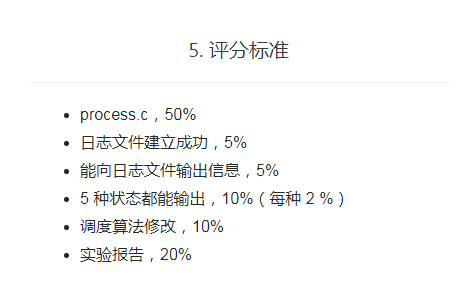 5. 评分标准
process.c，50%
日志文件建立成功，5%
能向日志文件输出信息，5%
5 种状态都能输出，10%（每种 2 %）
调度算法修改，10%
实验报告，20%